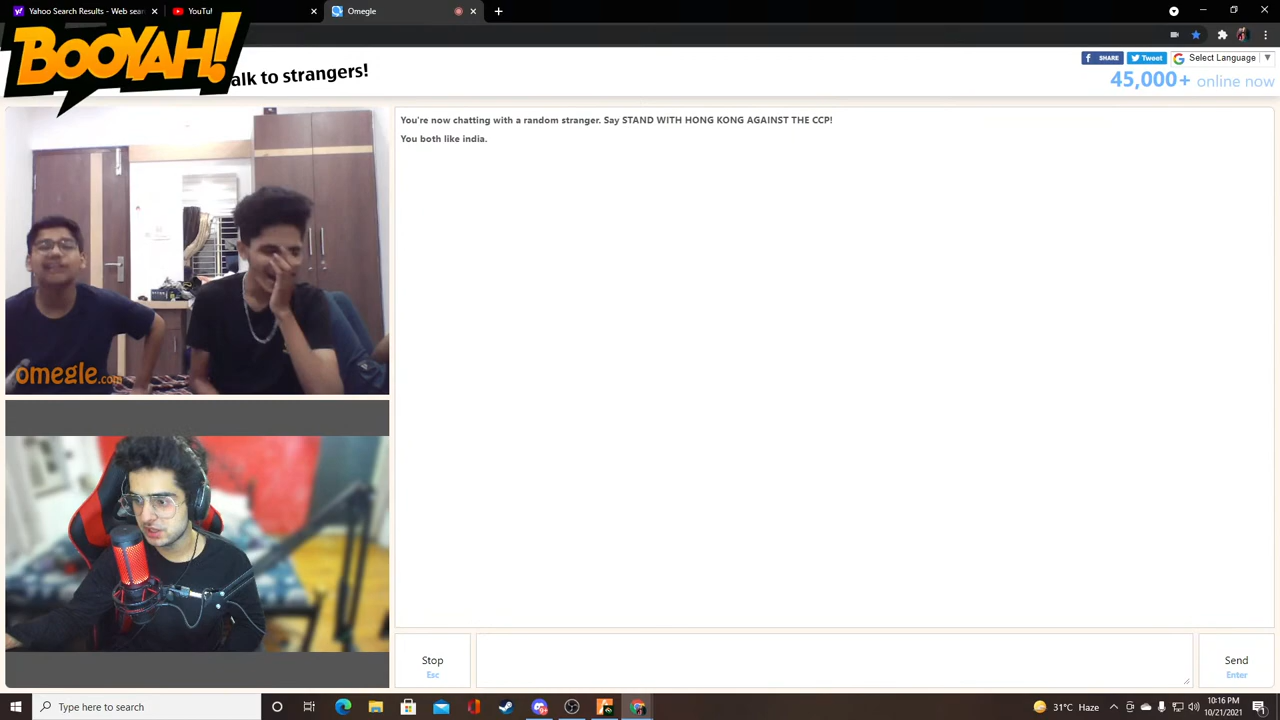 Yahoo Search Results - Web sear
YouTu
Omegle
BOOYAH!
alk to strangers!
SHARE
Tweet
Select Language
45,000+ online now
You're now chatting with a random stranger. Say STAND WITH HONG KONG AGAINST THE CCP!
You both like india.
omegle.com
Stop
Esc
Send
Enter
Type here to search
31°C Haze
10:16 PM
10/21/2021